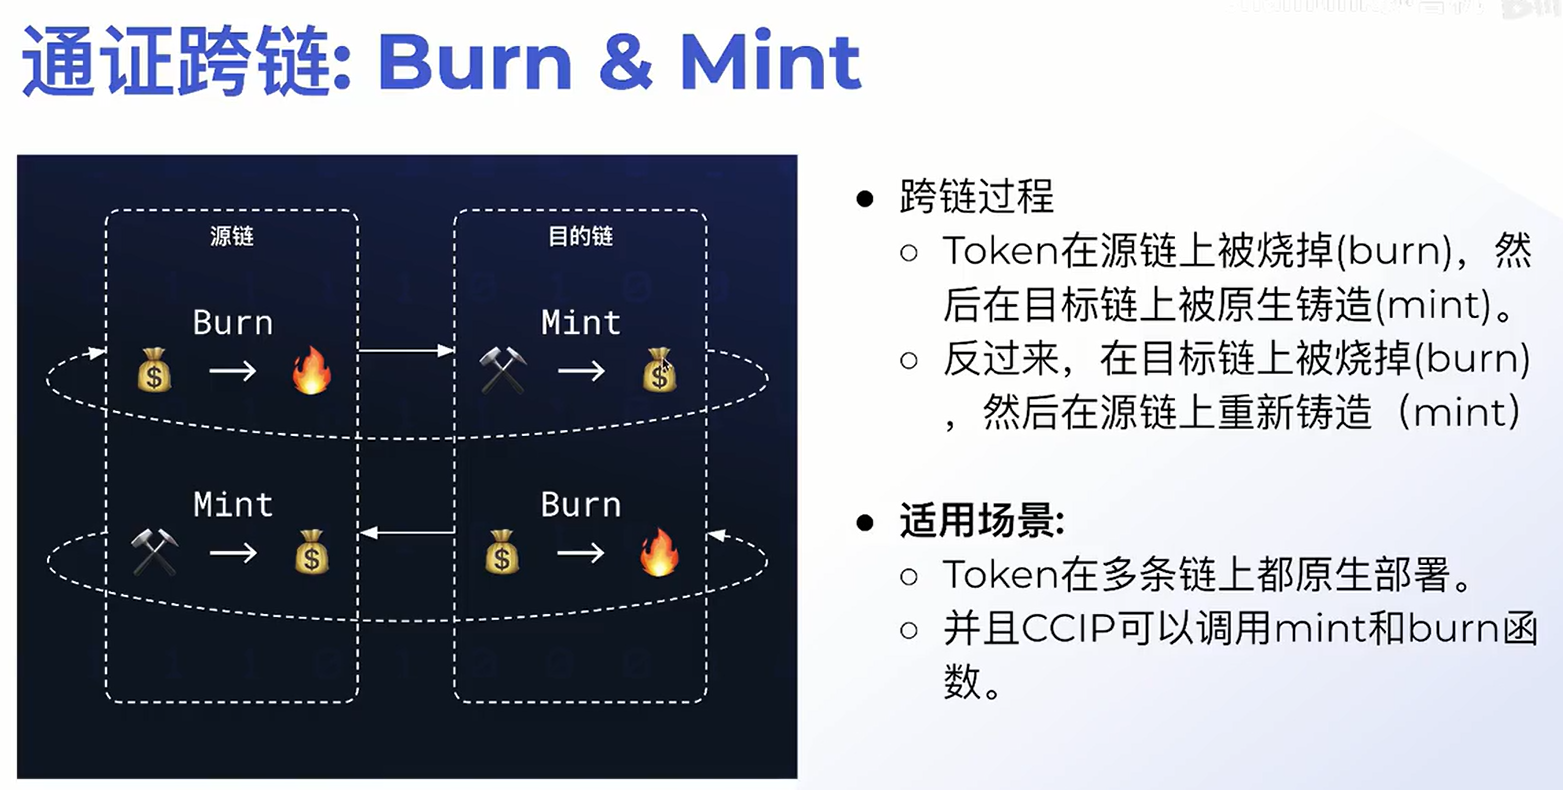 通证跨链: Burn & Mint
源链
目的链
Burn
Mint
Mint
Burn
跨链过程
Token在源链上被烧掉(burn)，然
后在目标链上被原生铸造(mint)。
反过来，在目标链上被烧掉(burn)
，然后在源链上重新铸造（mint）
适用场景:
Token在多条链上都原生部署。
并且CCIP可以调用mint和burn函
数。